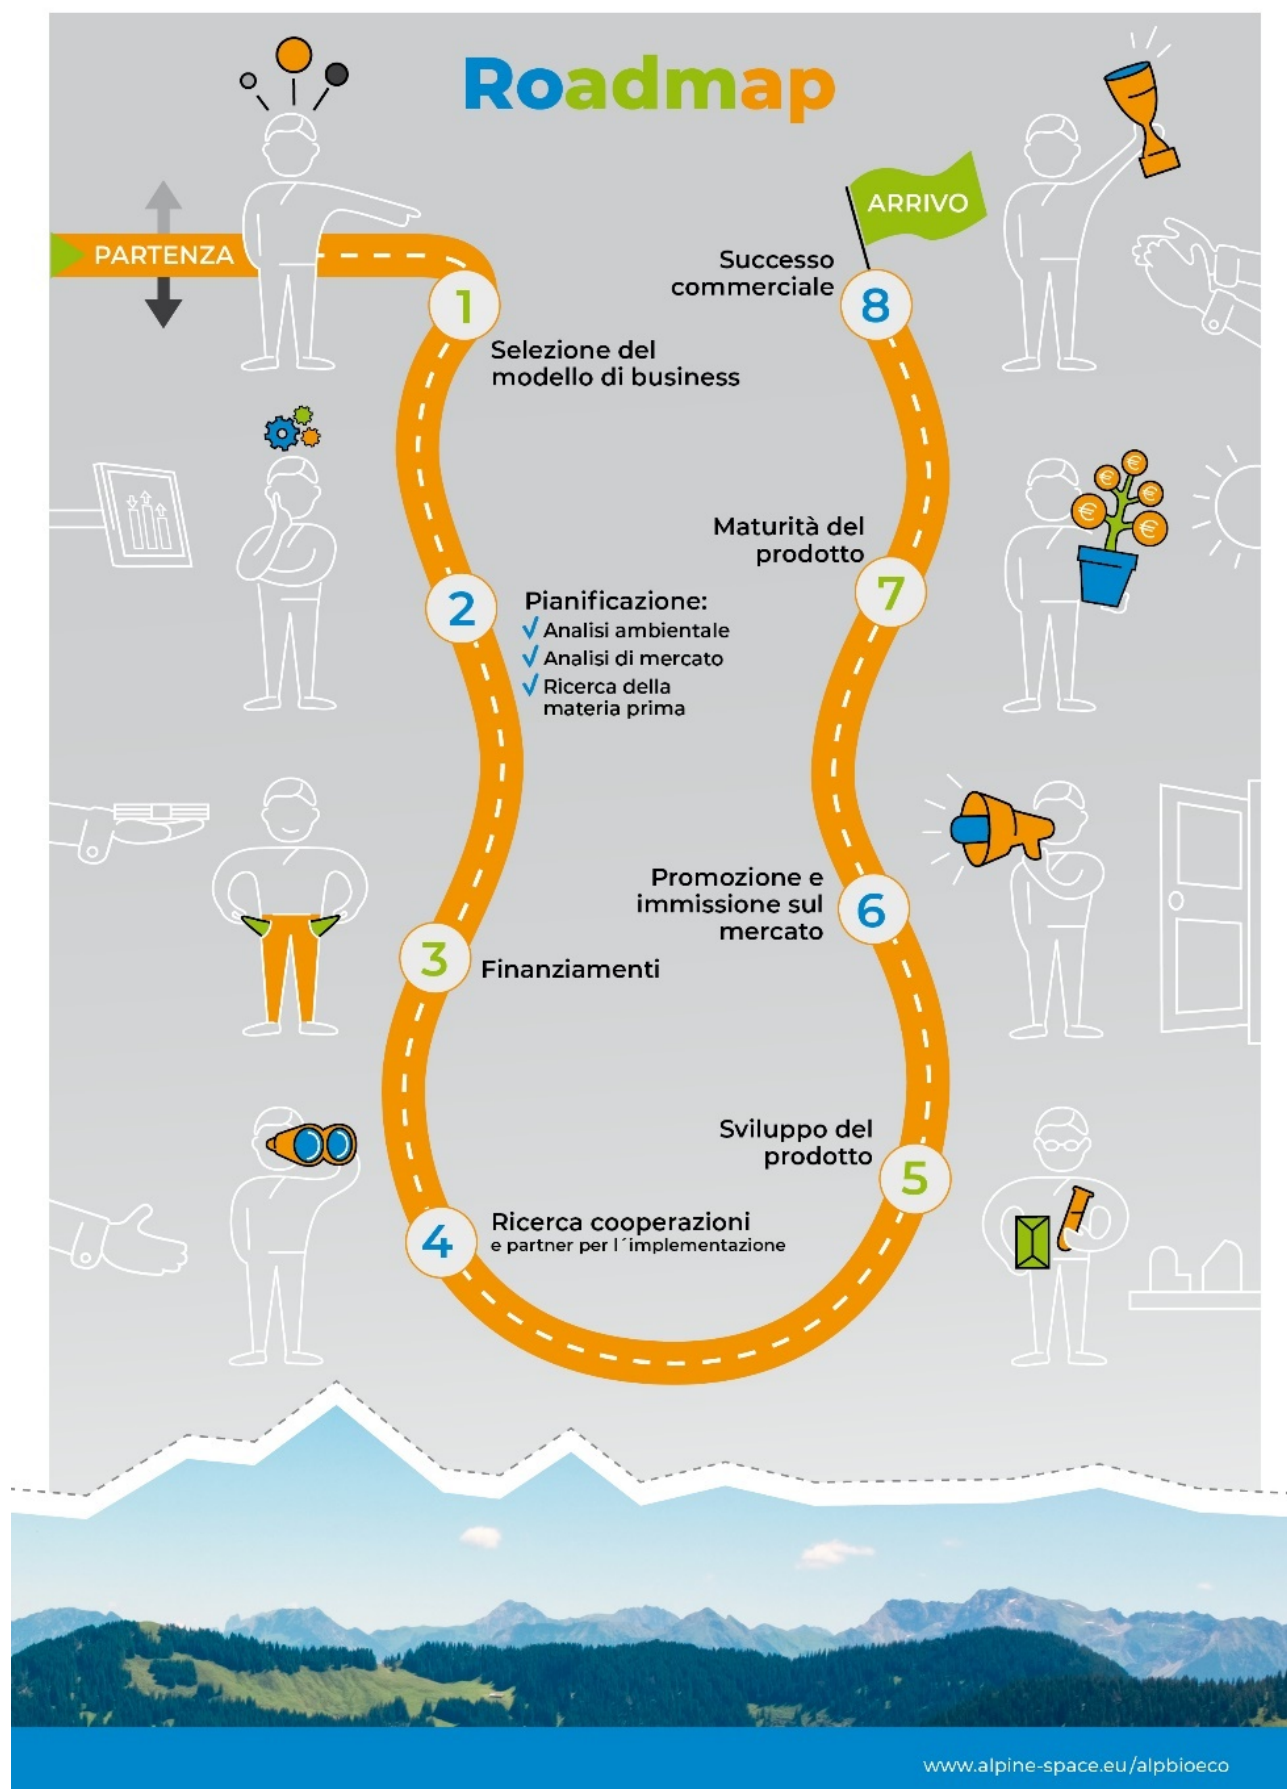 Roadmap
PARTENZA
1
Selezione del
modello di business
2
Pianificazione:
Analisi ambientale
Analisi di mercato
Ricerca della
materia prima
3
Finanziamenti
4
Ricerca cooperazioni
e partner per l´implementazione
5
Sviluppo del
prodotto
6
Promozione e
immissione sul
mercato
7
Maturità del
prodotto
€
€
€
€
€
8
Successo
commerciale
ARRIVO
www.alpine-space.eu/alpbioeco